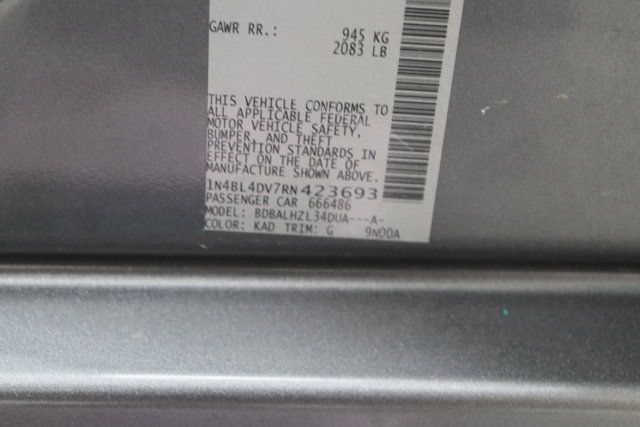 GAWR RR.: 945 KG
2083 LB
THIS VEHICLE CONFORMS TO
ALL APPLICABLE FEDERAL
MOTOR VEHICLE SAFETY,
BUMPER, AND THEFT
PREVENTION STANDARDS IN
EFFECT ON THE DATE OF
MANUFACTURE SHOWN ABOVE.
1N4BL4DV7RN423693
PASSENGER CAR 666486
MODEL: BDBALHZL34DUA---A-
COLOR: KAD TRIM: G 9N00A